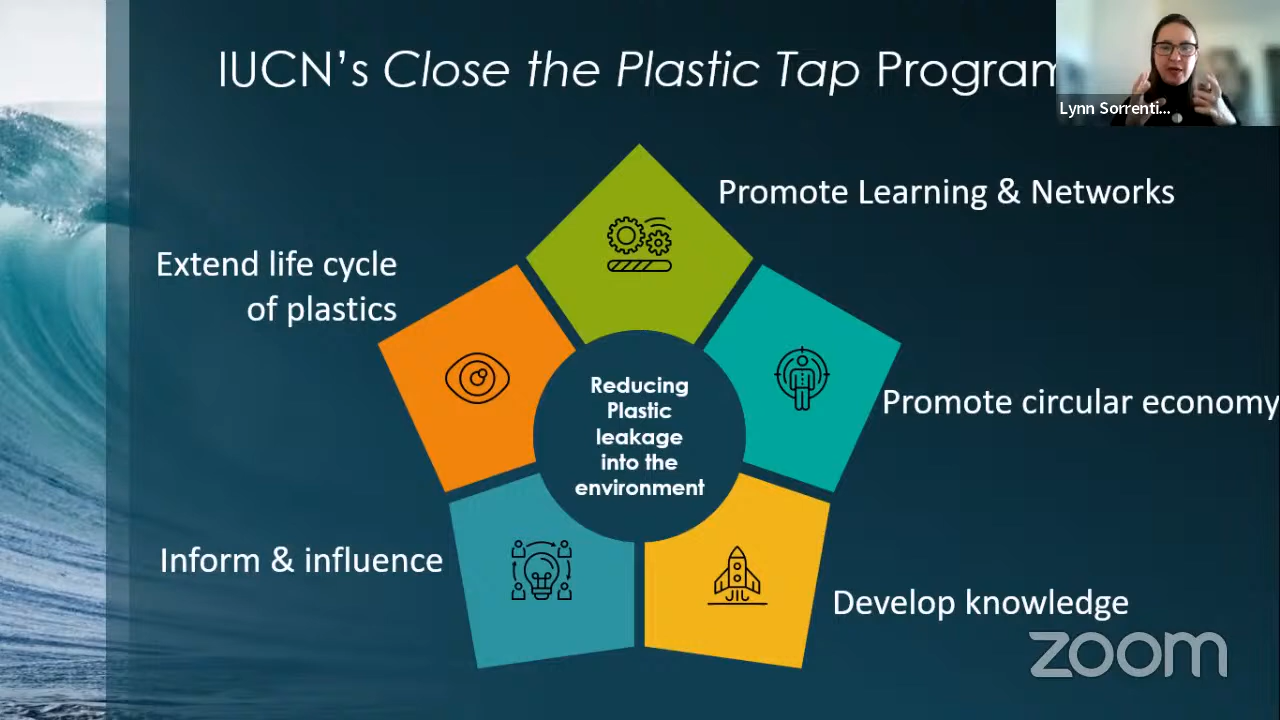 IUCN's Close the Plastic Tap Program
Lynn Sorrenti...
Promote Learning & Networks
Extend life cycle
of plastics
Reducing
Plastic
leakage
into the
environment
Promote circular economy
Inform & influence
Develop knowledge
zoom